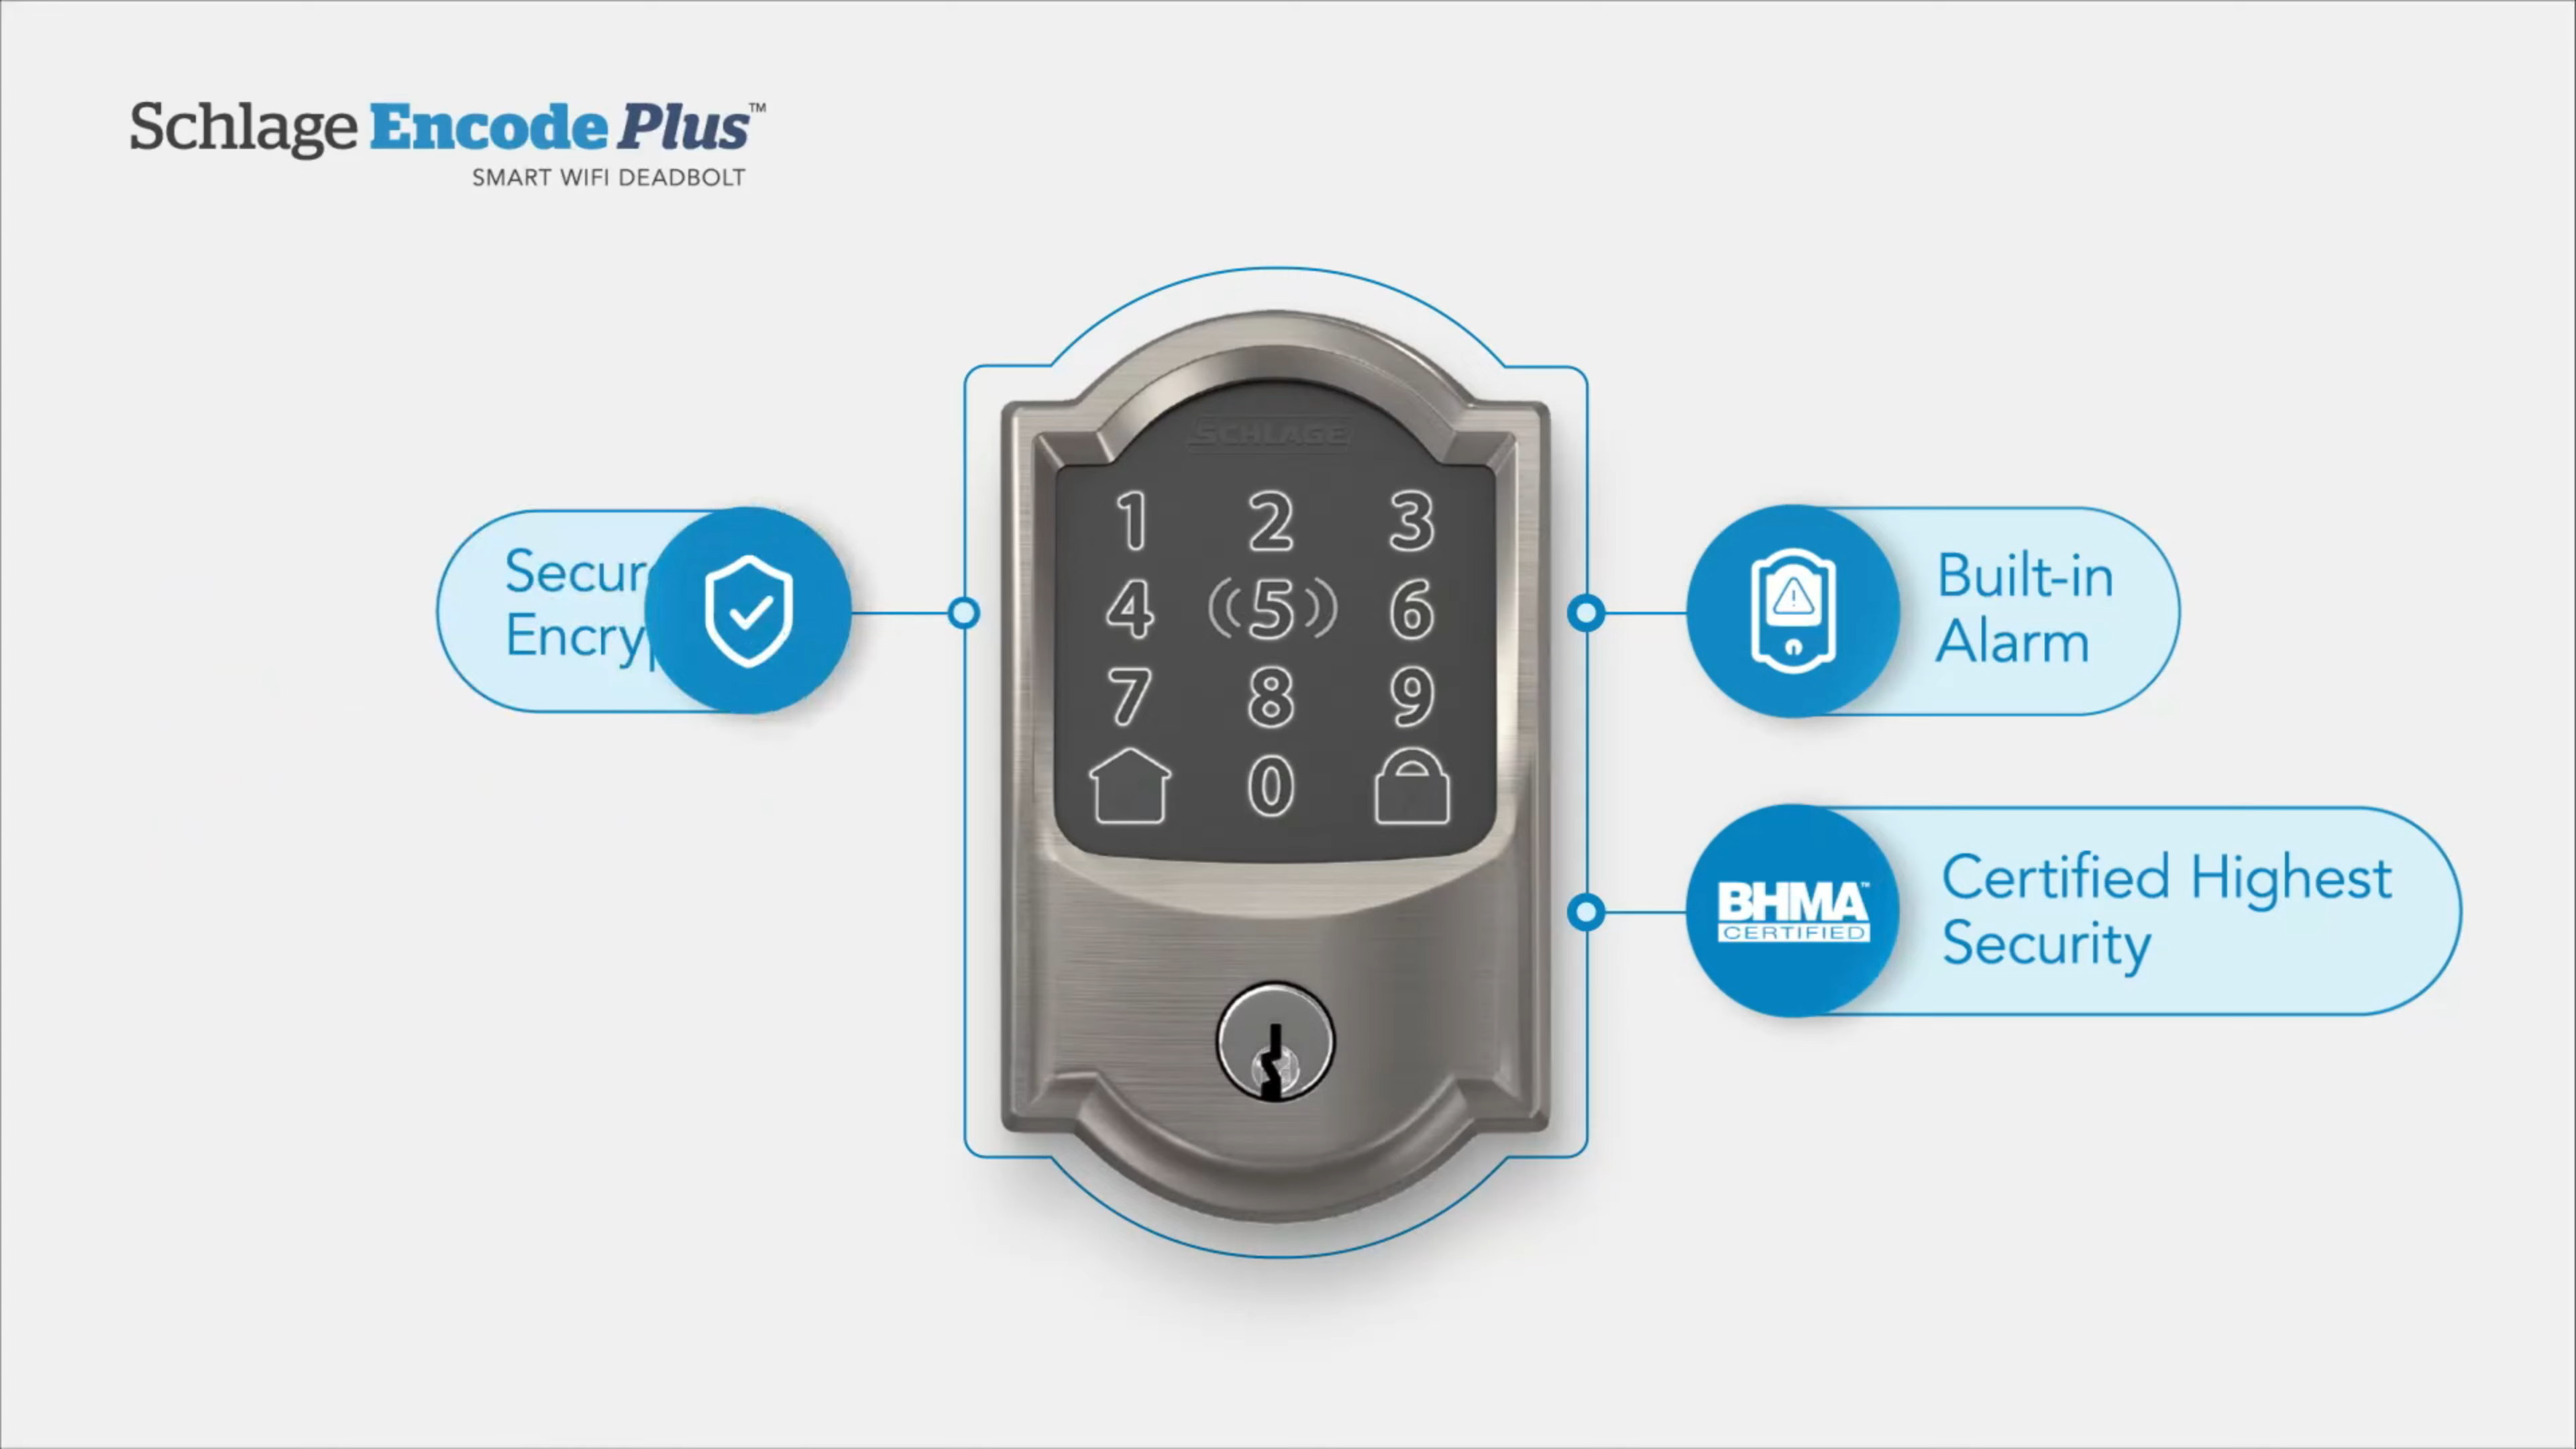 Schlage Encode Plus™
SMART WIFI DEADBOLT
SCHLAGE
1 2 3
4 5 6
7 8 9
0
Built-in
Alarm
BHMA™
CERTIFIED
Certified Highest
Security